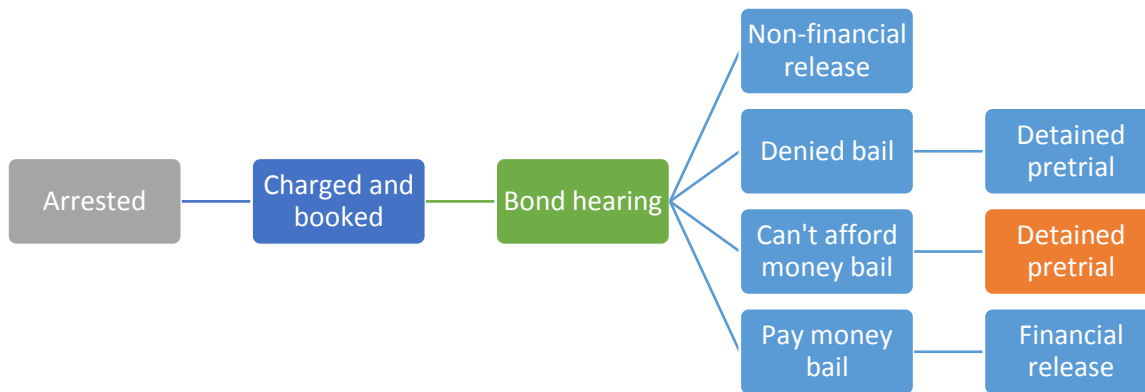 Arrested
Charged and
booked
Bond hearing
Non-financial
release
Denied bail
Detained
pretrial
Can't afford
money bail
Detained
pretrial
Pay money
bail
Financial
release